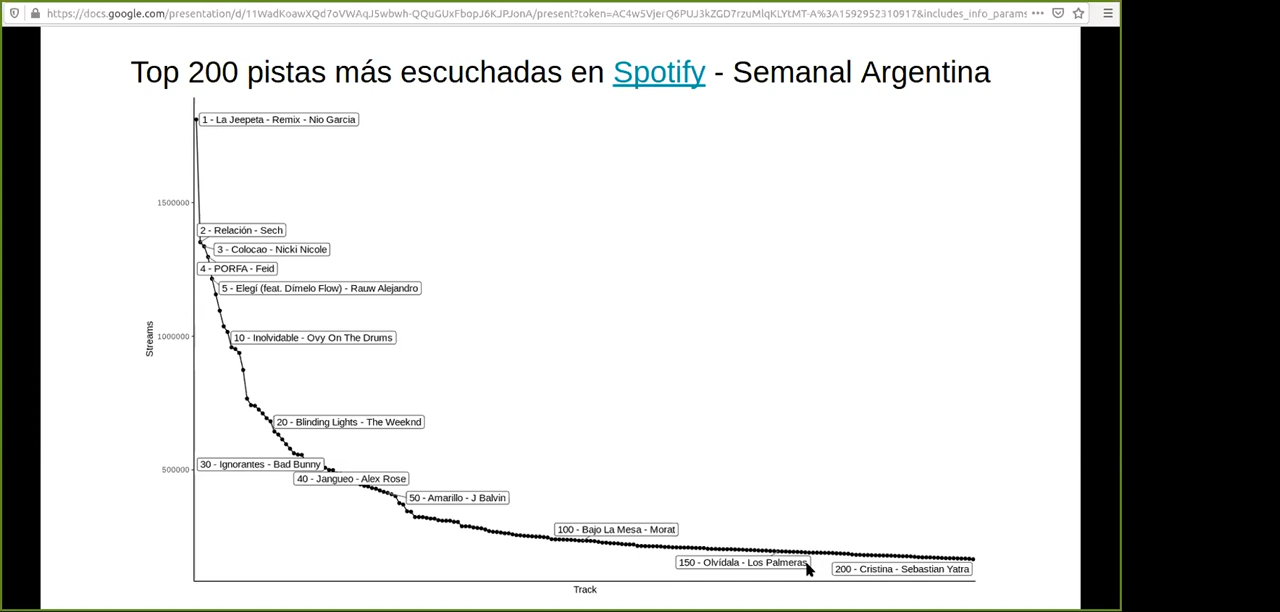 https://docs.google.com/presentation/d/11WadKoawXQd7oVWAqJ5wbwh-QQuGUxFbopJ6KJPJonA/present?token=AC4w5VjerQ6PUJ3kZGD7rzuMlqKLYtMT-A%3A1592952310917&includes_info_params
Top 200 pistas más escuchadas en Spotify - Semanal Argentina
1 - La Jeepeta - Remix - Nio Garcia
1500000
2 - Relación - Sech
3 - Colocao - Nicki Nicole
4 - PORFA - Feid
5 - Elegí (feat. Dímelo Flow) - Rauw Alejandro
Streams
1000000
10 - Inolvidable - Ovy On The Drums
20 - Blinding Lights - The Weeknd
500000
30 - Ignorantes - Bad Bunny
40 - Jangueo - Alex Rose
50 - Amarillo - J Balvin
100 - Bajo La Mesa - Morat
150 - Olvídala - Los Palmeras
200 - Cristina - Sebastian Yatra
Track